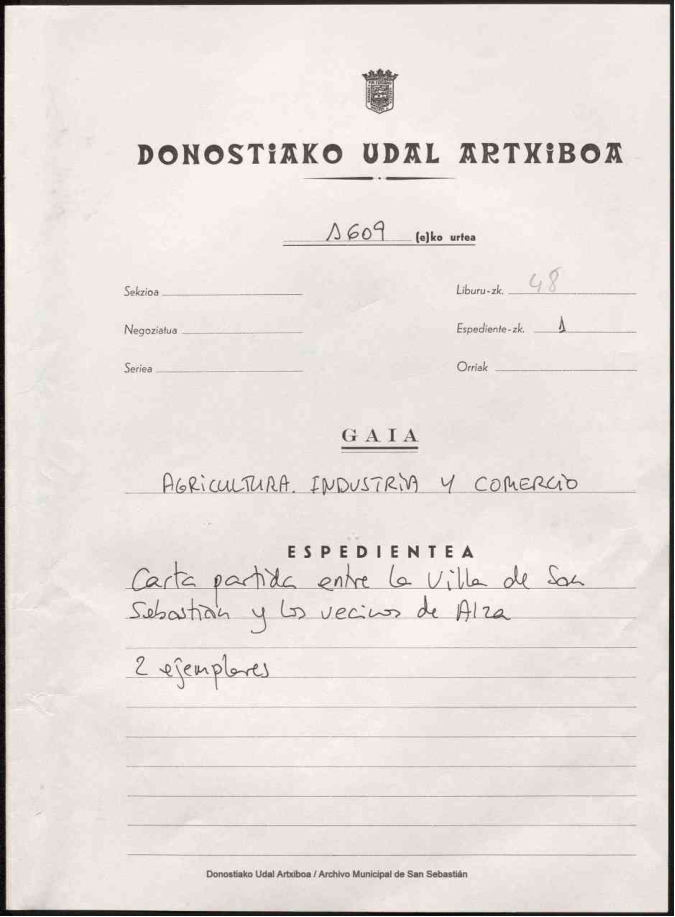 DONOSTIAKO UDAL ARTXIBOA
1609 (e)ko urtea
Sekzioa
Liburu-zk. 48
Negoziatua
Espediente-zk. 1
Seriea
Orriak
GAIA
AGRICULTURA. INDUSTRIA Y COMERCIO
ESPEDIENTEA
Carta partida entre la Villa de San
Sebastián y los vecinos de Alza
2 ejemplares
Donostiako Udal Artxiboa / Archivo Municipal de San Sebastián